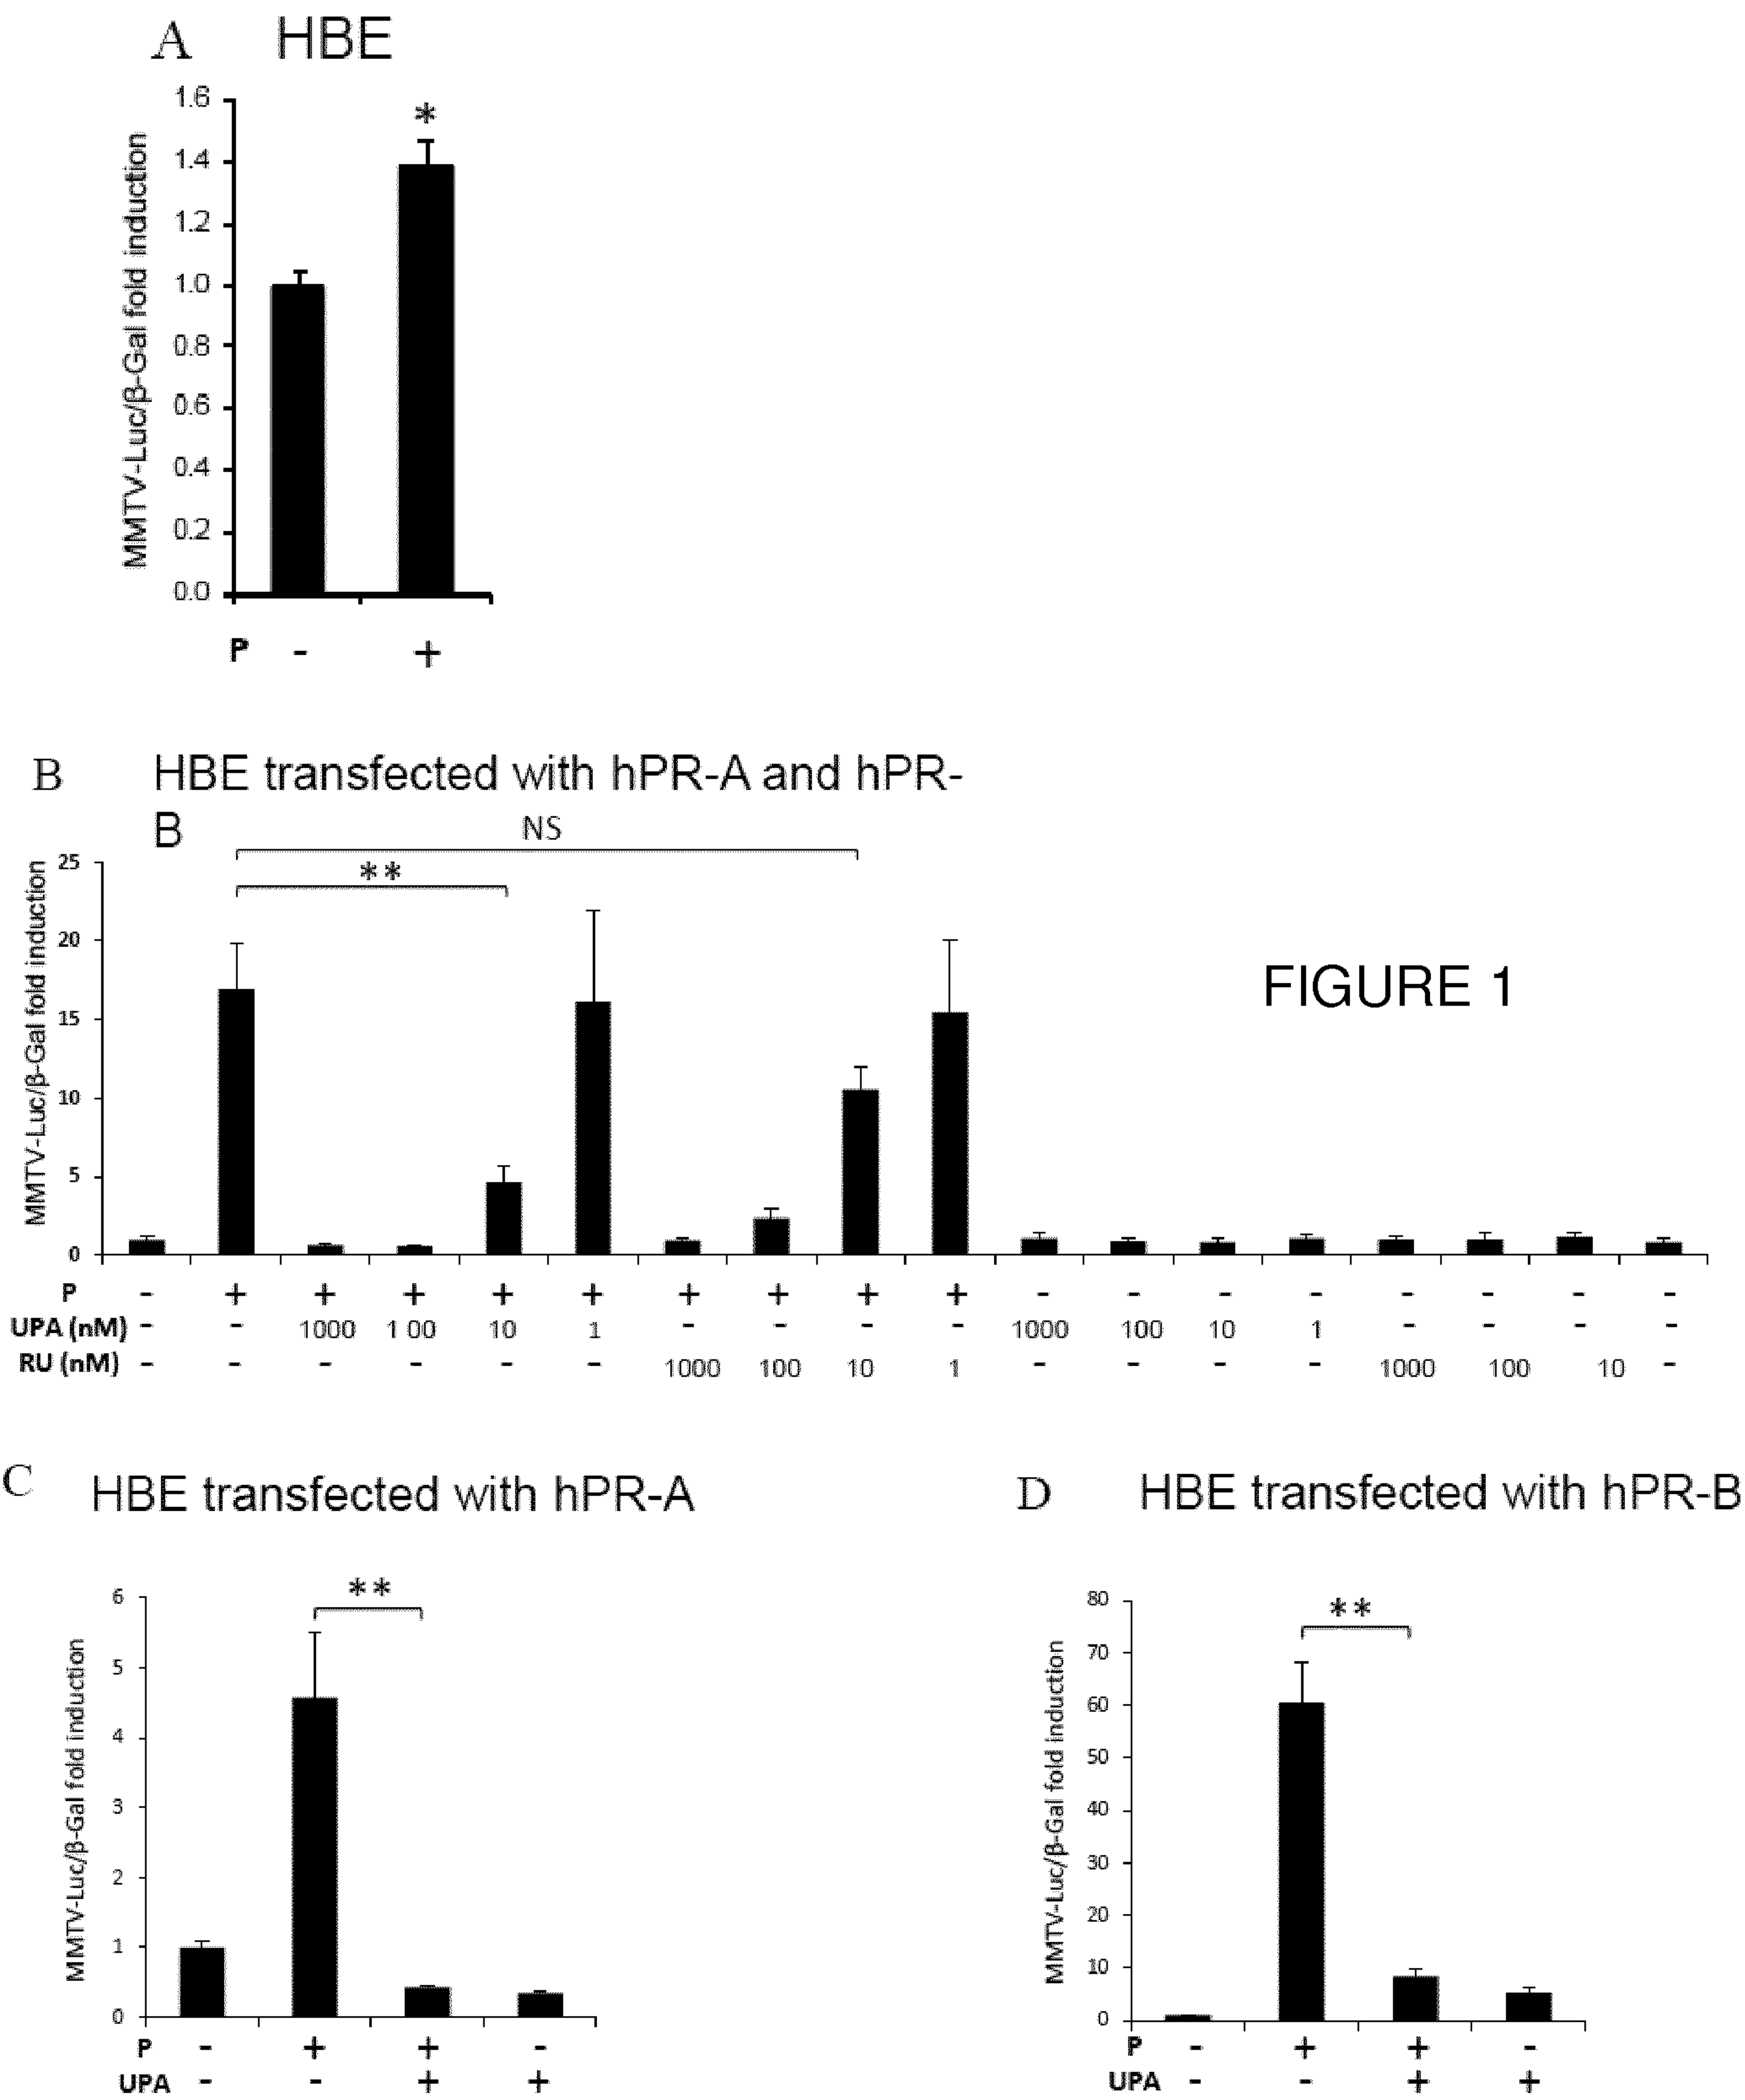 A HBE
MMTV-Luc/β-Gal fold induction
1.6
1.4
1.2
1.0
0.8
0.6
0.4
0.2
0.0
*
P - +
B HBE transfected with hPR-A and hPR-
B
NS
**
MMTV-Luc/β-Gal fold induction
25
20
15
10
5
0
FIGURE 1
P - + + + + + + + + + - - - - - - - -
UPA (nM) - - 1000 1 00 10 1 - - - - 1000 100 10 1 - - - -
RU (nM) - - - - - - 1000 100 10 1 - - - - 1000 100 10 -
C HBE transfected with hPR-A
**
MMTV-Luc/β-Gal fold induction
6
5
4
3
2
1
0
P - + + -
UPA - - + +
D HBE transfected with hPR-B
**
MMTV-Luc/β-Gal fold induction
80
70
60
50
40
30
20
10
0
P - + + -
UPA - - + +